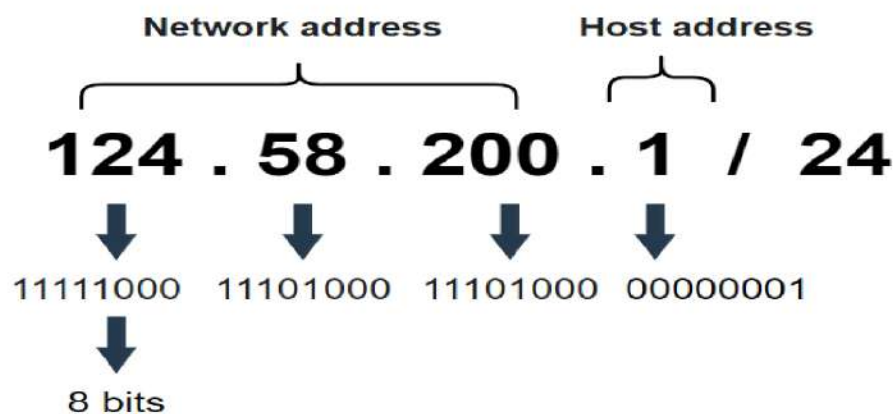 Network address Host address
124 . 58 . 200 . 1 / 24
11111000 11101000 11101000 00000001
8 bits